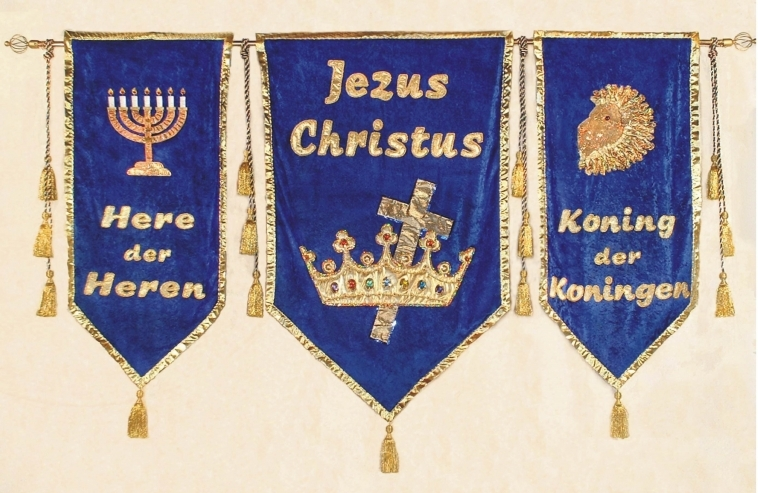 Here
der
Heren
Jezus
Christus
Koning
der
Koningen